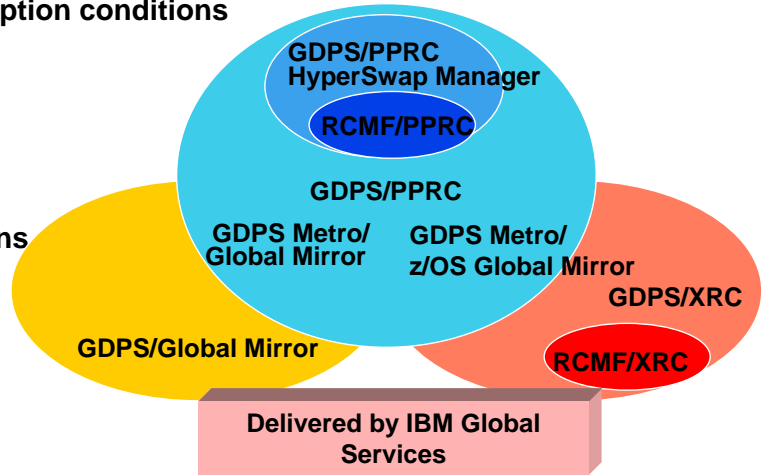 ption conditions
GDPS/PPRC
HyperSwap Manager
RCMF/PPRC
GDPS/PPRC
ns
GDPS Metro/
Global Mirror
GDPS Metro/
z/OS Global Mirror
GDPS/XRC
GDPS/Global Mirror
RCMF/XRC
Delivered by IBM Global
Services